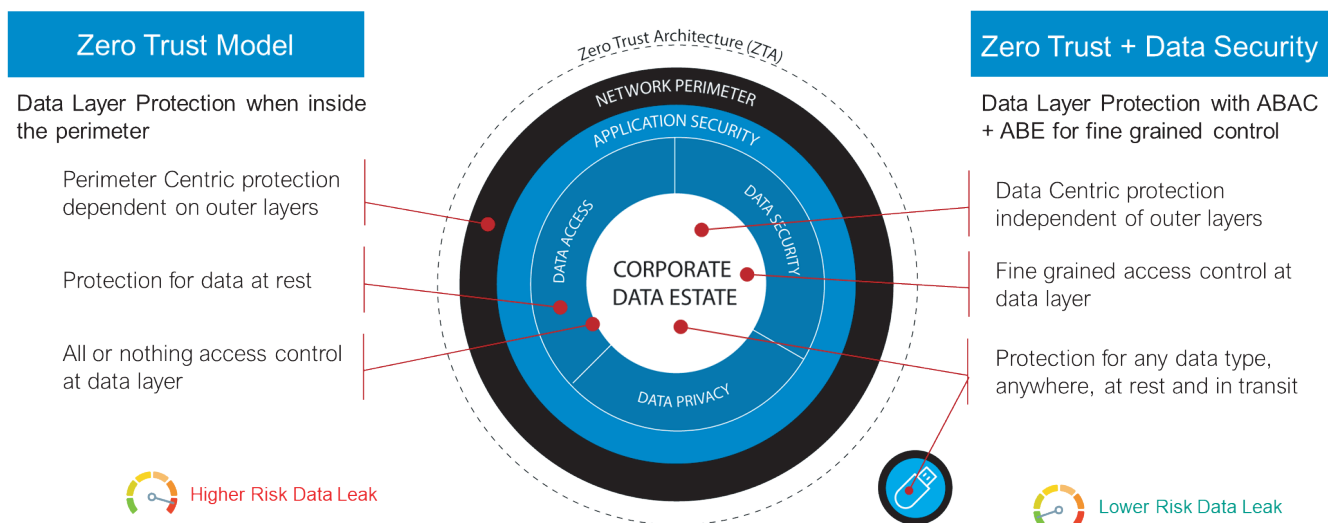 Zero Trust Model
Data Layer Protection when inside
the perimeter
Perimeter Centric protection
dependent on outer layers
Protection for data at rest
All or nothing access control
at data layer
Higher Risk Data Leak
Zero Trust Architecture (ZTA)
NETWORK PERIMETER
APPLICATION SECURITY
DATA ACCESS
DATA SECURITY
DATA PRIVACY
CORPORATE
DATA ESTATE
Zero Trust + Data Security
Data Layer Protection with ABAC
+ ABE for fine grained control
Data Centric protection
independent of outer layers
Fine grained access control at
data layer
Protection for any data type,
anywhere, at rest and in transit
Lower Risk Data Leak